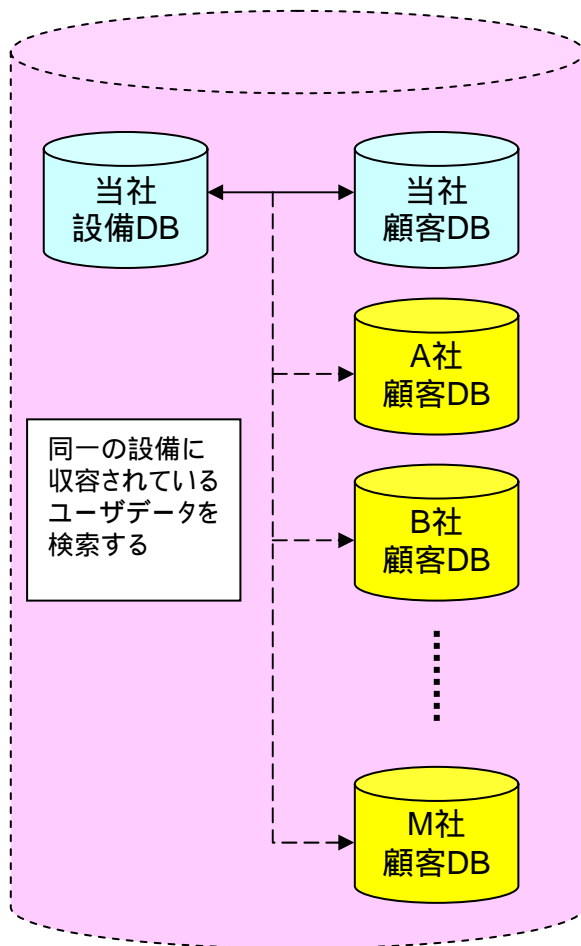 当社
設備DB
当社
顧客DB
A社
顧客DB
同一の設備に
収容されている
ユーザデータを
検索する
B社
顧客DB
M社
顧客DB